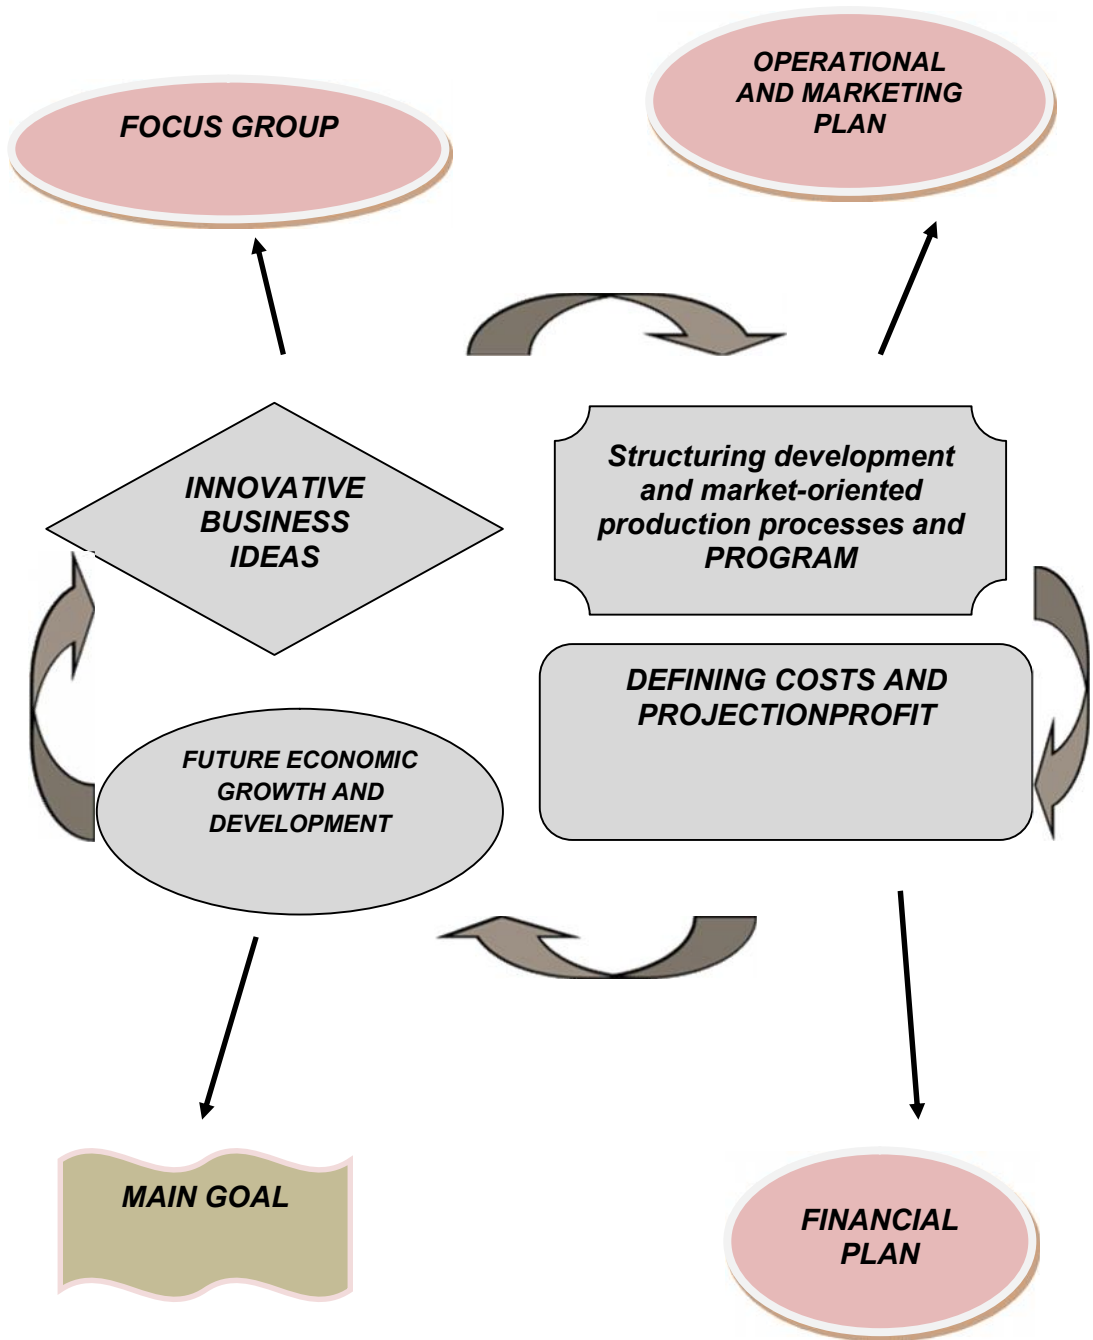 FOCUS GROUP
OPERATIONAL
AND MARKETING
PLAN
INNOVATIVE
BUSINESS
IDEAS
Structuring development
and market-oriented
production processes and
PROGRAM
DEFINING COSTS AND
PROJECTIONPROFIT
FUTURE ECONOMIC
GROWTH AND
DEVELOPMENT
MAIN GOAL
FINANCIAL
PLAN